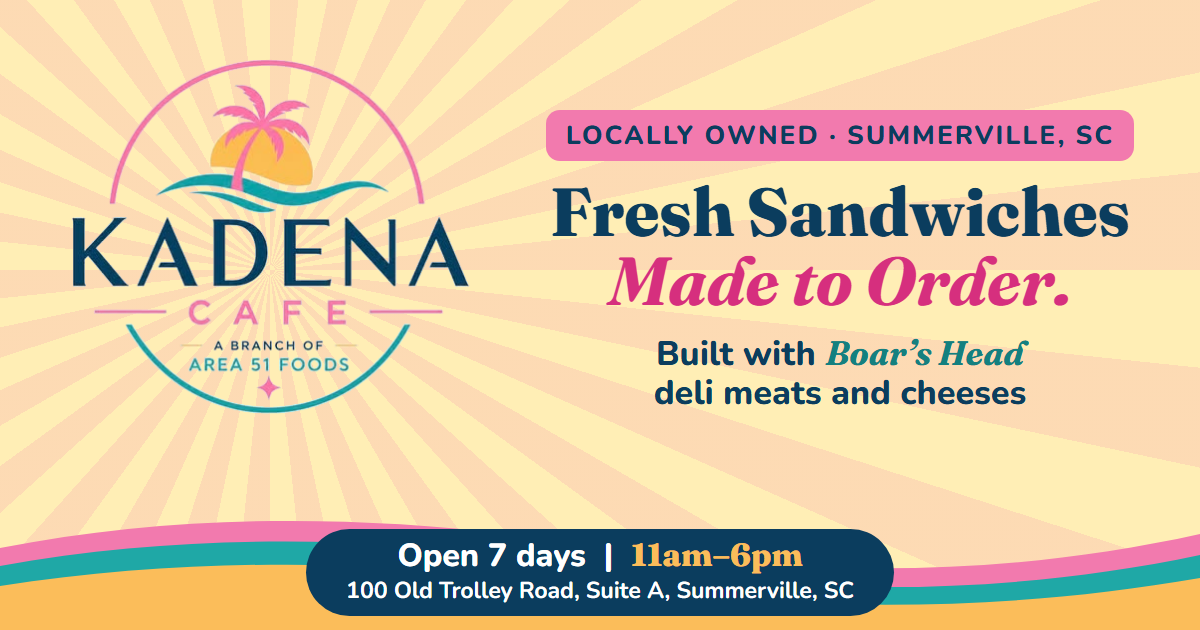 KADENA
CAFE
A BRANCH OF
AREA 51 FOODS
LOCALLY OWNED · SUMMERVILLE, SC
Fresh Sandwiches
Made to Order.
Built with Boar’s Head
deli meats and cheeses
Open 7 days | 11am–6pm
100 Old Trolley Road, Suite A, Summerville, SC